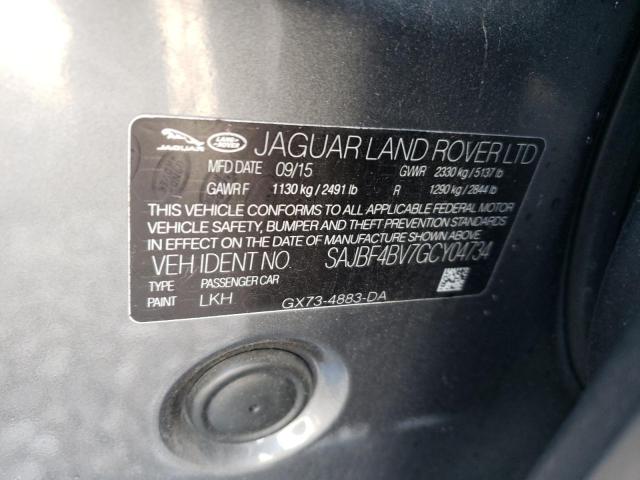 JAGUAR LAND-ROVER JAGUAR LAND ROVER LTD
MFD DATE 09/15 GWR 2330 kg / 5137 lb
GAWR F 1130 kg / 2491 lb R 1290 kg / 2844 lb
THIS VEHICLE CONFORMS TO ALL APPLICABLE FEDERAL MOTOR
VEHICLE SAFETY, BUMPER AND THEFT PREVENTION STANDARDS
IN EFFECT ON THE DATE OF MANUFACTURE SHOWN ABOVE
VEH IDENT NO. SAJBF4BV7GCY04734
TYPE PASSENGER CAR
PAINT LKH GX73-4883-DA